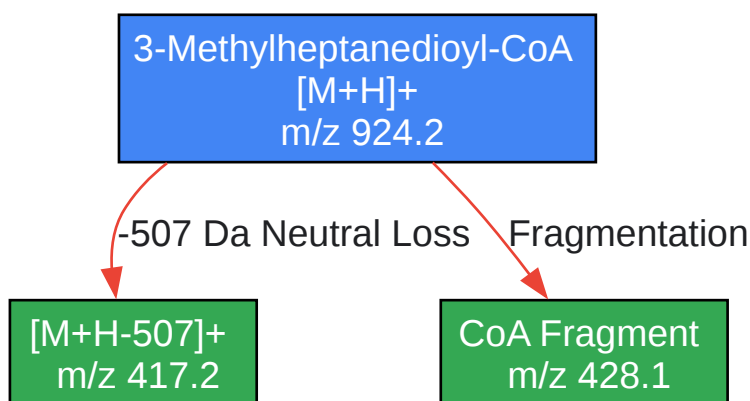 3-Methylheptanedioyl-CoA
[M+H]+
m/z 924.2
-507 Da Neutral Loss
Fragmentation
[M+H-507]+
m/z 417.2
CoA Fragment
m/z 428.1